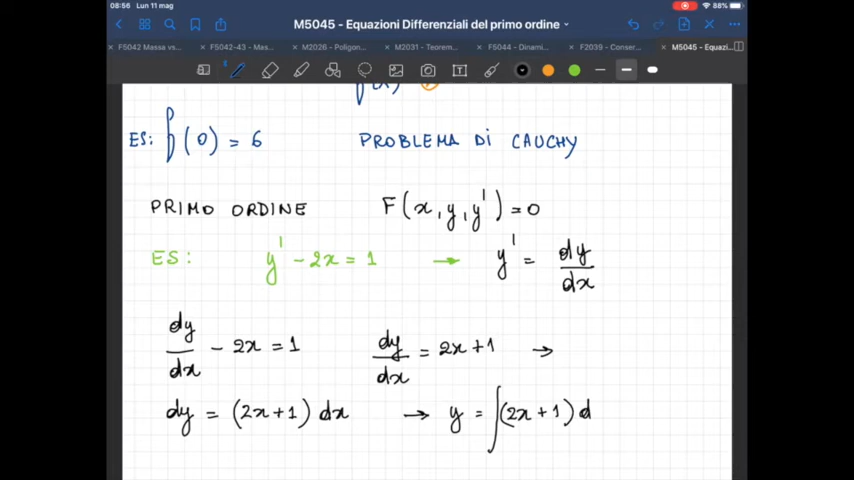 08:56 Lun 11 mag
88%
M5045 - Equazioni Differenziali del primo ordine
F5042 Massa vs...
F5042-43 - Mas...
M2026 - Poligon...
M2031 - Teorem...
F5044 - Dinami...
F2039 - Conser...
M5045 - Equazi...
ES: f(0) = 6 PROBLEMA Di CAUCHY
PRIMO ORDINE F(x, y, y') = 0
ES: y' - 2x = 1 → y' = dy/dx
dy/dx - 2x = 1 dy/dx = 2x + 1 →
dy = (2x + 1) dx → y = ∫(2x + 1) d